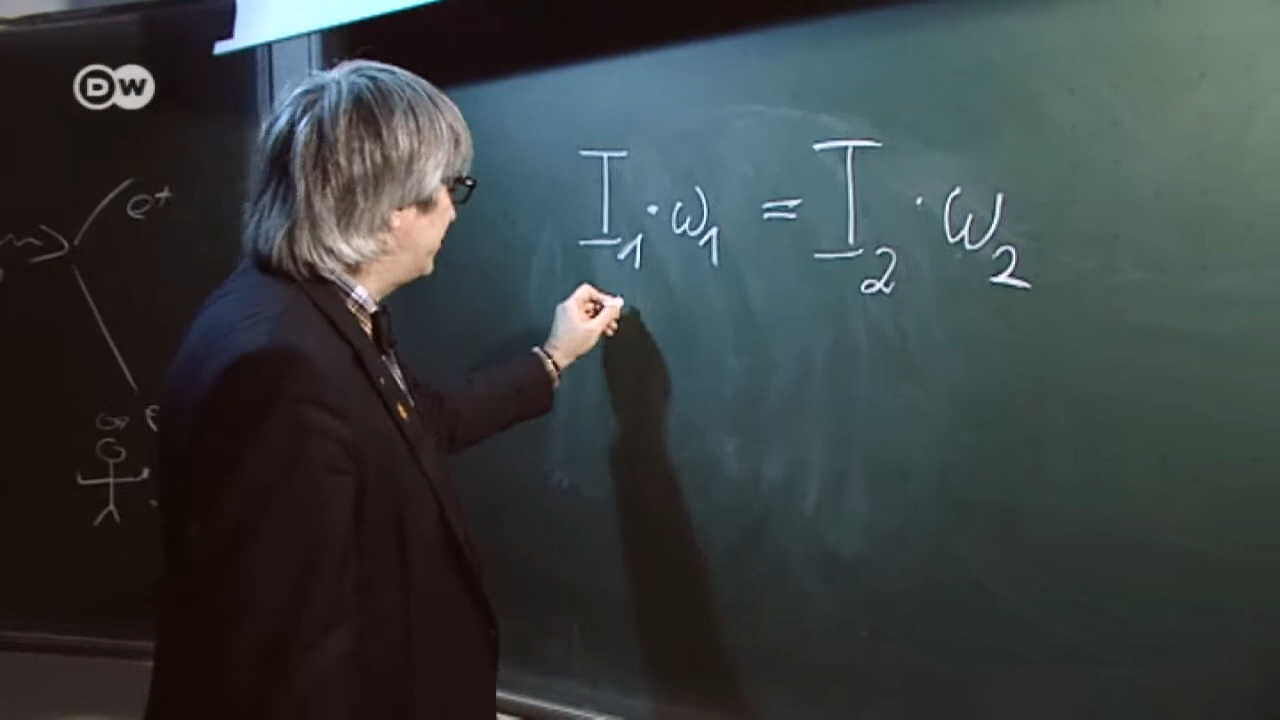 DW
I₁ · ω₁ = I₂ · ω₂
e⁺